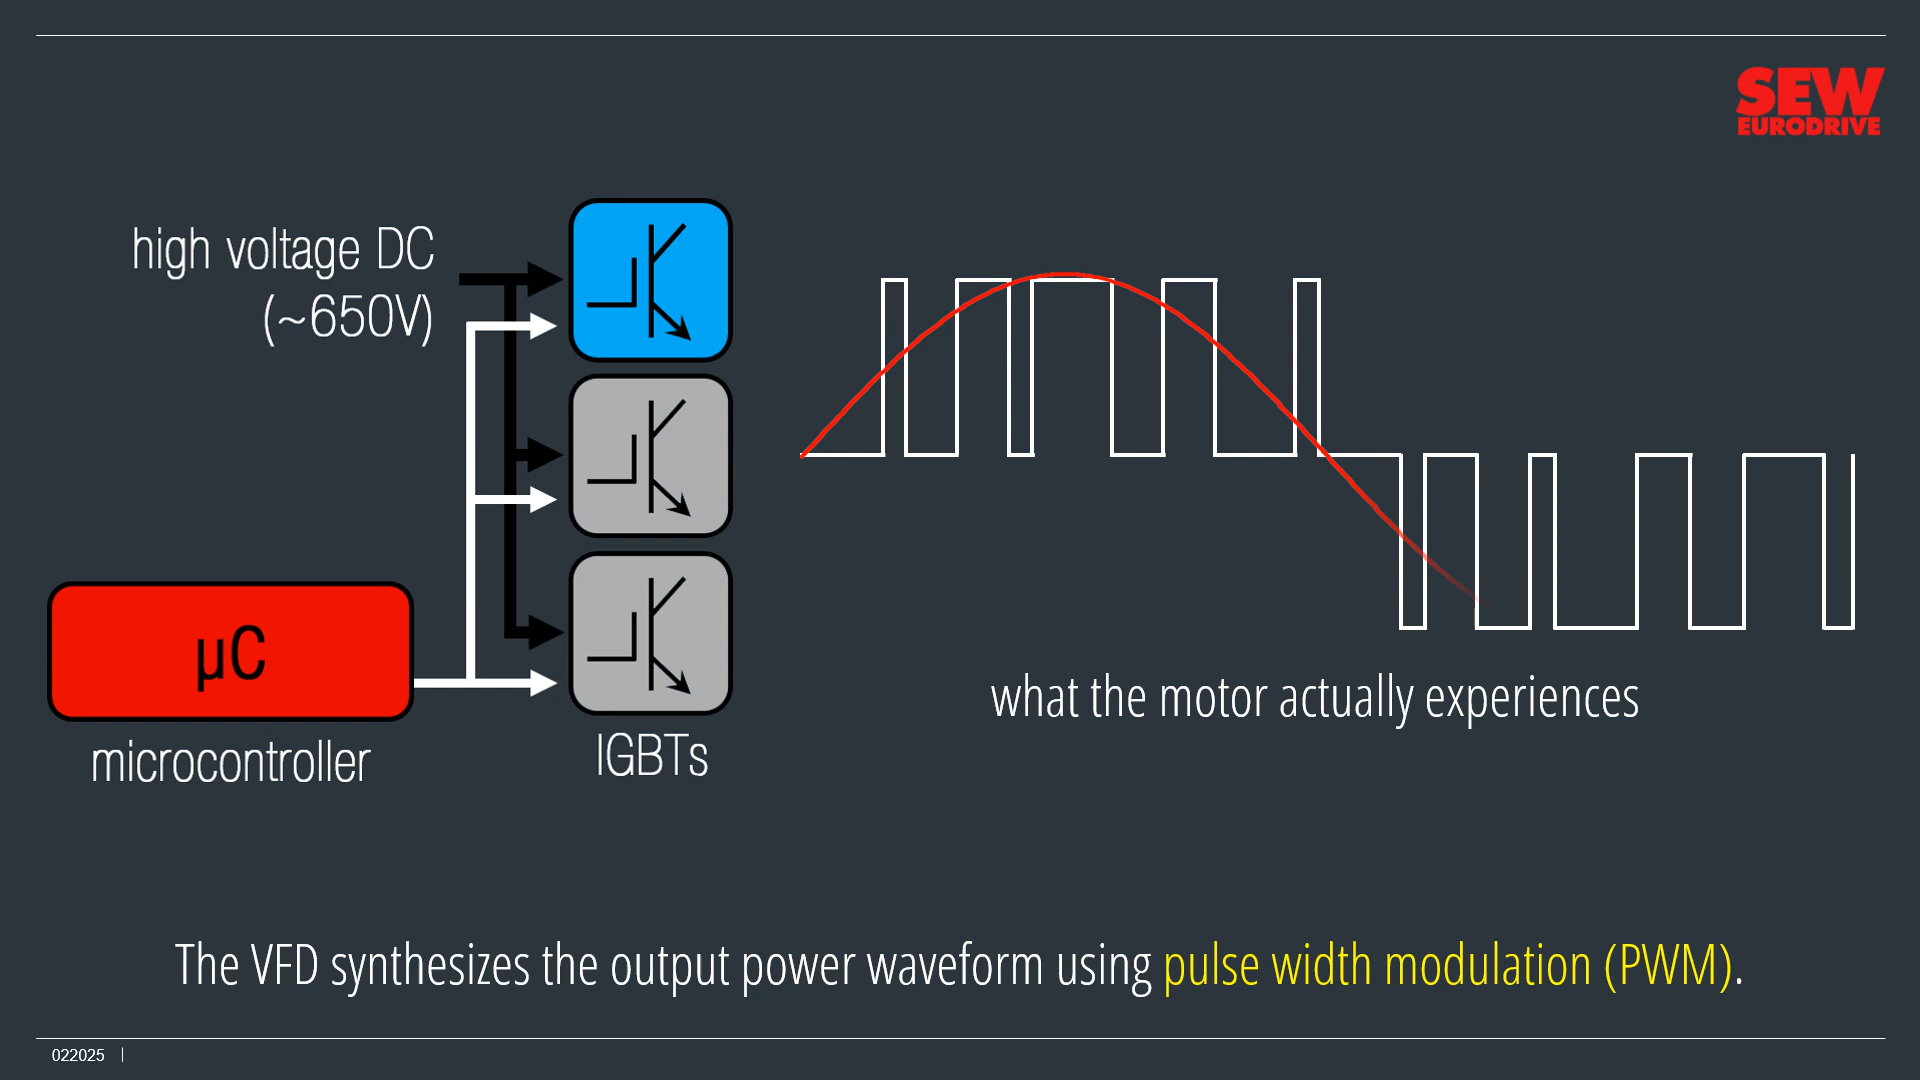 SEW
EURODRIVE
high voltage DC
(~650V)
µC
microcontroller
IGBTs
what the motor actually experiences
The VFD synthesizes the output power waveform using pulse width modulation (PWM).
022025 |